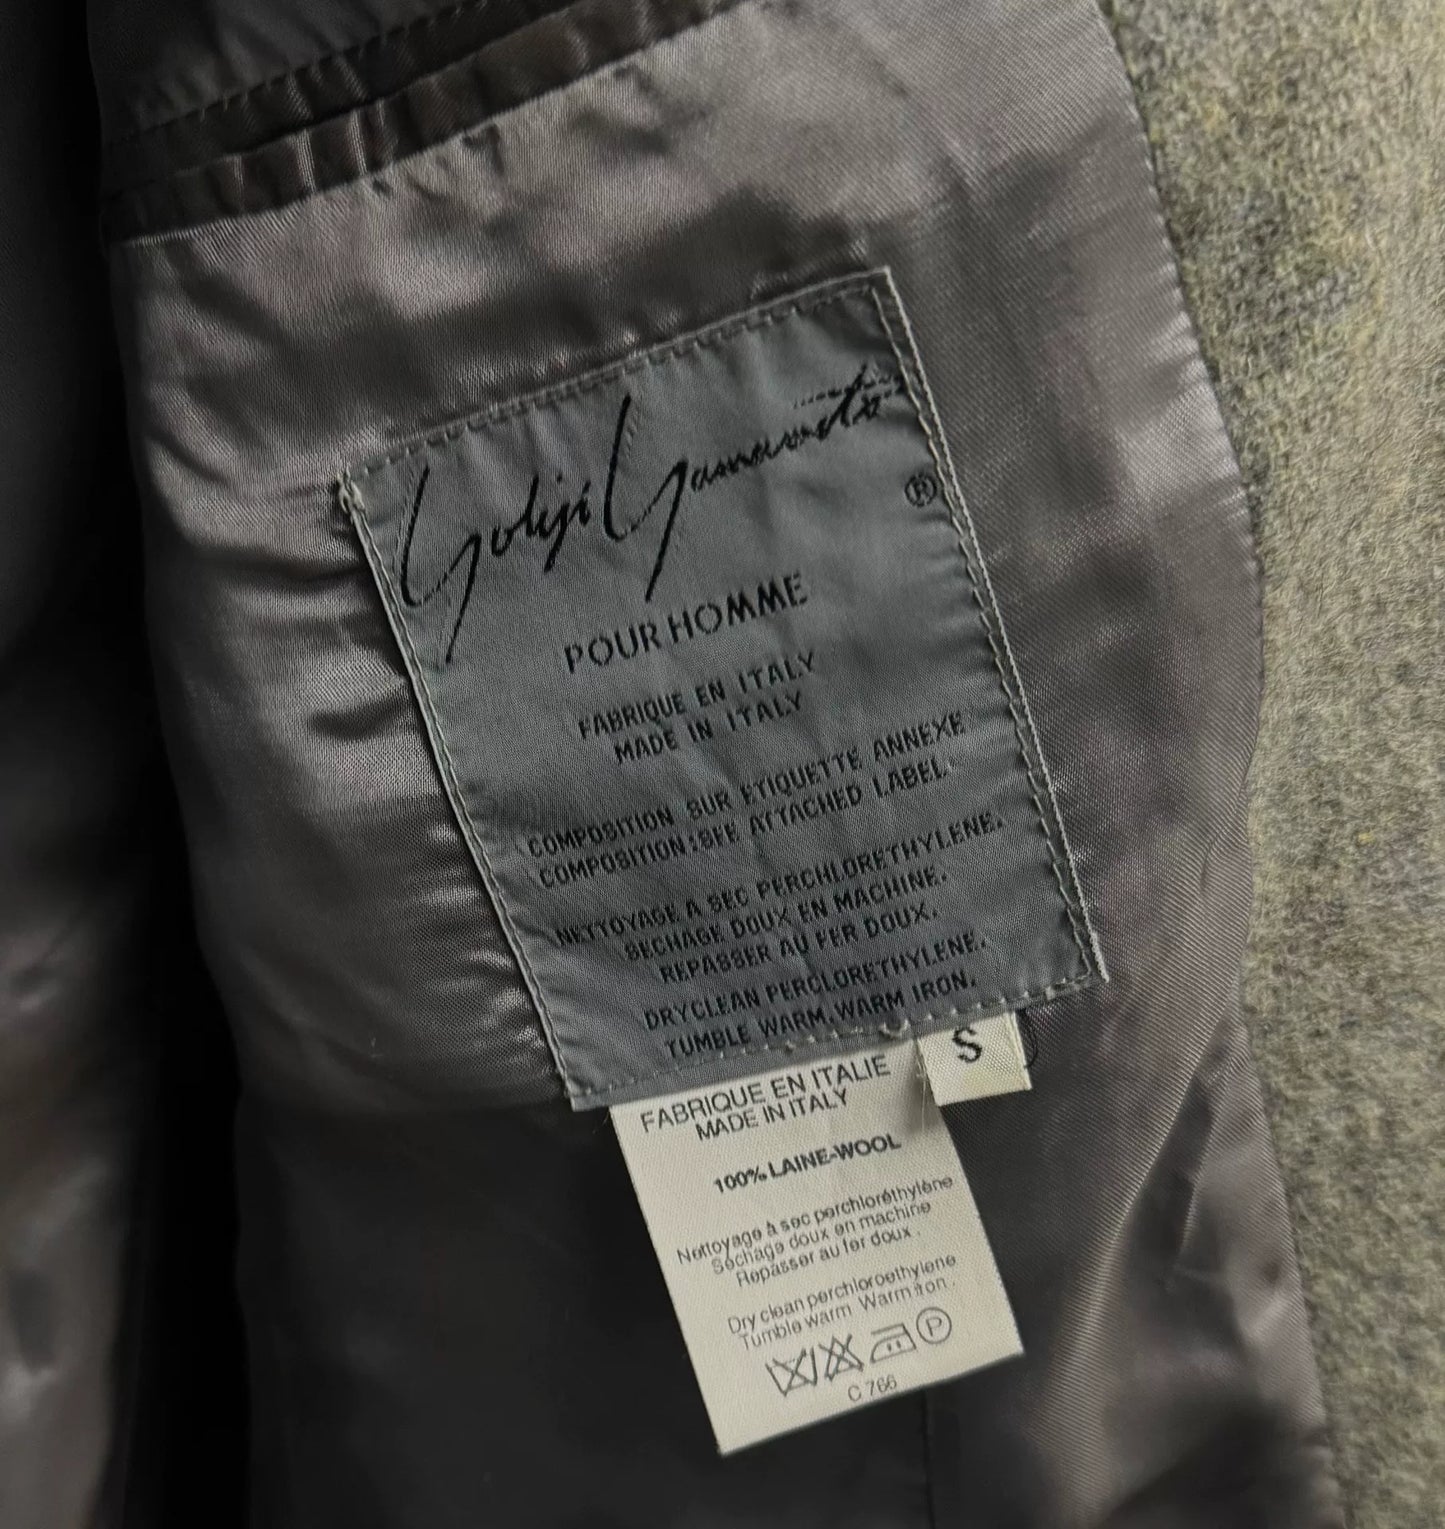 Yohji Yamamoto
®
POUR HOMME
FABRIQUE EN ITALY
MADE IN ITALY
COMPOSITION SUR ETIQUETTE ANNEXE
COMPOSITION:SEE ATTACHED LABEL.
NETTOYAGE A SEC PERCHLORETHYLENE.
SECHAGE DOUX EN MACHINE.
REPASSER AU FER DOUX.
DRYCLEAN PERCLORETHYLENE.
TUMBLE WARM.WARM IRON.
S
FABRIQUE EN ITALIE
MADE IN ITALY
100% LAINE-WOOL
Nettoyage à sec perchloréthylène
Séchage doux en machine
Repasser au fer doux .
Dry clean perchloroethylene
Tumble warm Warm iron .
P
C 766